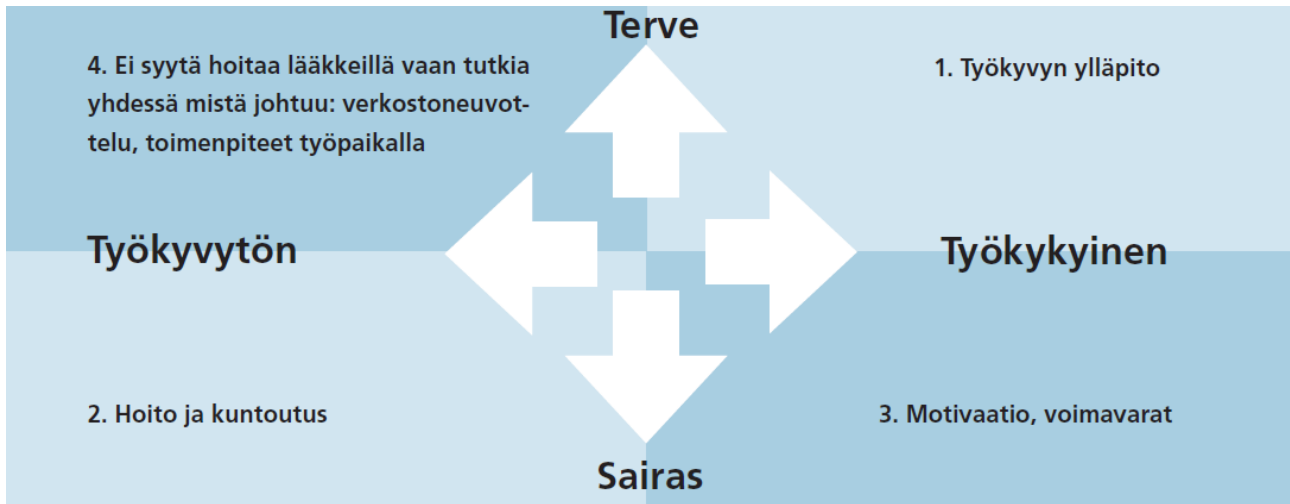 Terve
4. Ei syytä hoitaa lääkkeillä vaan tutkia
yhdessä mistä johtuu: verkostoneuvot-
telu, toimenpiteet työpaikalla
1. Työkyvyn ylläpito
Työkyvytön
Työkykyinen
2. Hoito ja kuntoutus
3. Motivaatio, voimavarat
Sairas